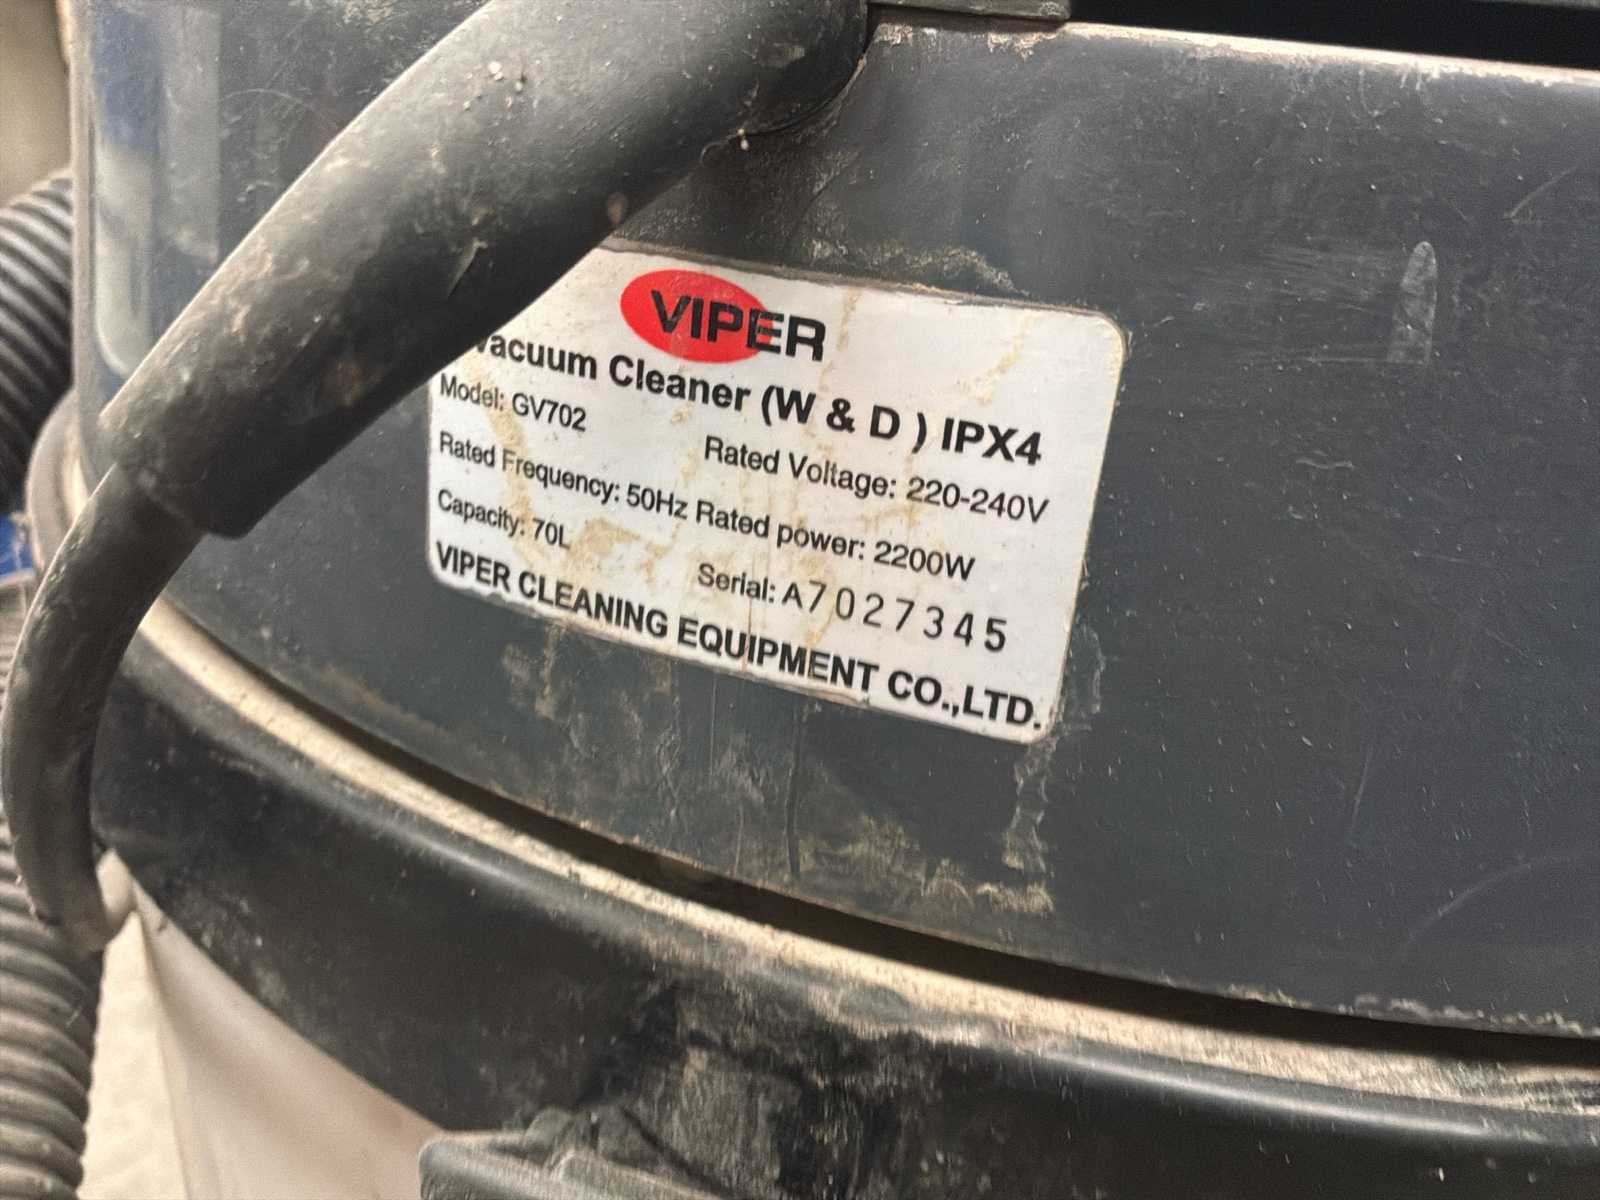 VIPER
Vacuum Cleaner (W & D ) IPX4
Model: GV702 Rated Voltage: 220-240V
Rated Frequency: 50Hz Rated power: 2200W
Capacity: 70L Serial: A7027345
VIPER CLEANING EQUIPMENT CO.,LTD.